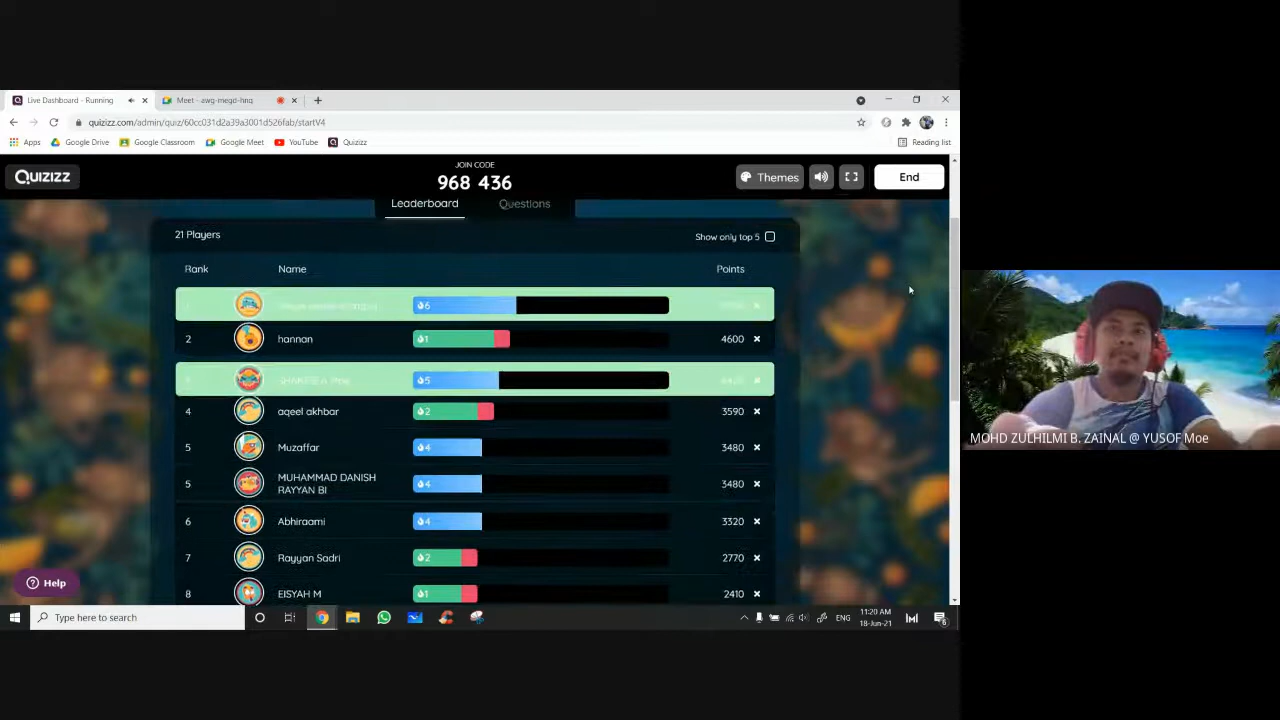 Live Dashboard - Running
Meet - awg-megd-hnq
quizizz.com/admin/quiz/60cc031d2a39a3001d526fab/startV4
Apps Google Drive Google Classroom Google Meet YouTube Quizizz Reading list
QUIZIZZ
JOIN CODE
968 436
Themes
End
Leaderboard Questions
21 Players
Show only top 5
Rank Name Points
6
2 hannan 1 4600
5
4 aqeel akhbar 2 3590
5 Muzaffar 4 3480
5 MUHAMMAD DANISH RAYYAN BI 4 3480
6 Abhiraami 4 3320
7 Rayyan Sadri 2 2770
8 EISYAH M 1 2410
Help
Type here to search
ENG
11:20 AM
18-Jun-21
6
MOHD ZULHILMI B. ZAINAL @ YUSOF Moe